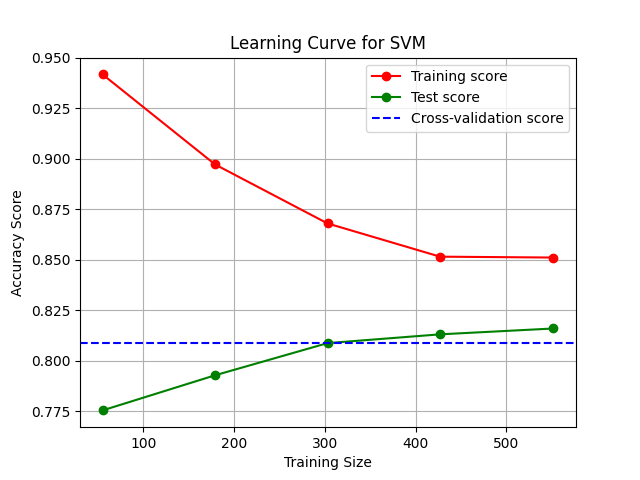 Learning Curve for SVM
0.950
0.925
0.900
0.875
0.850
0.825
0.800
0.775
Accuracy Score
Training score
Test score
Cross-validation score
100
200
300
400
500
Training Size